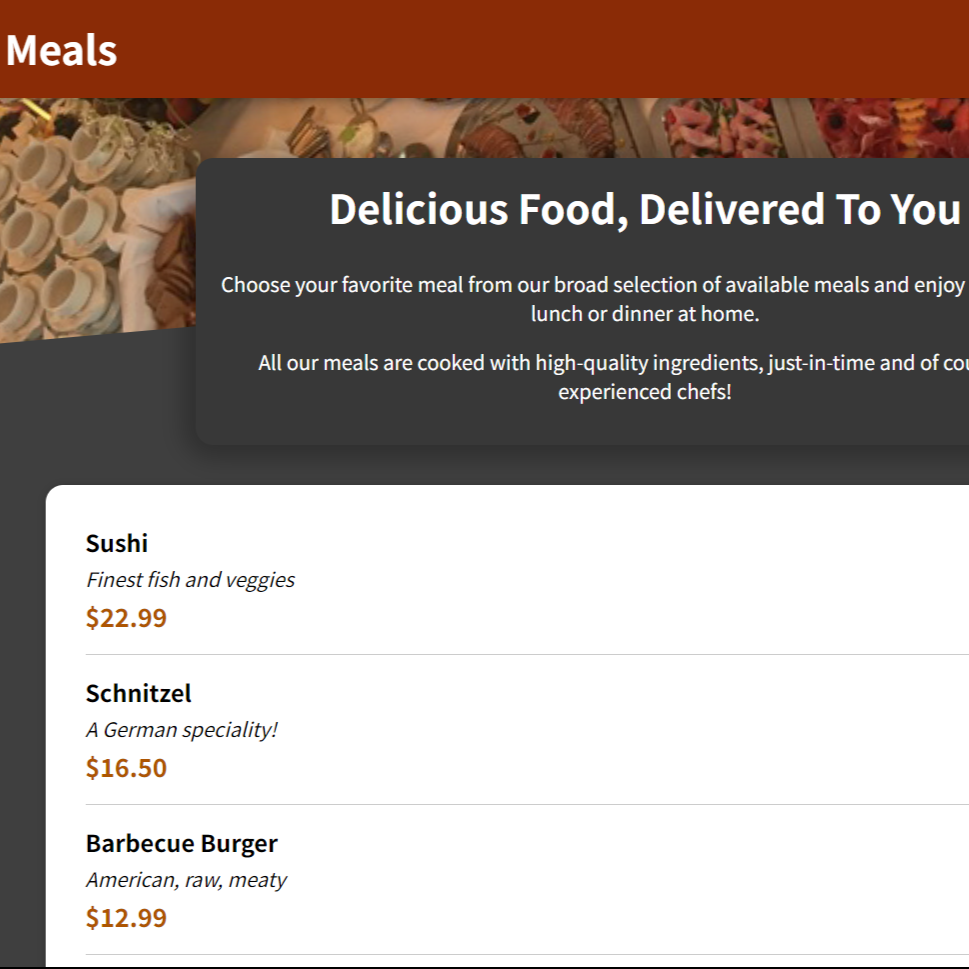 Meals
Delicious Food, Delivered To You
Choose your favorite meal from our broad selection of available meals and enjoy
lunch or dinner at home.
All our meals are cooked with high-quality ingredients, just-in-time and of
experienced chefs!
Sushi
Finest fish and veggies
$22.99
Schnitzel
A German speciality!
$16.50
Barbecue Burger
American, raw, meaty
$12.99